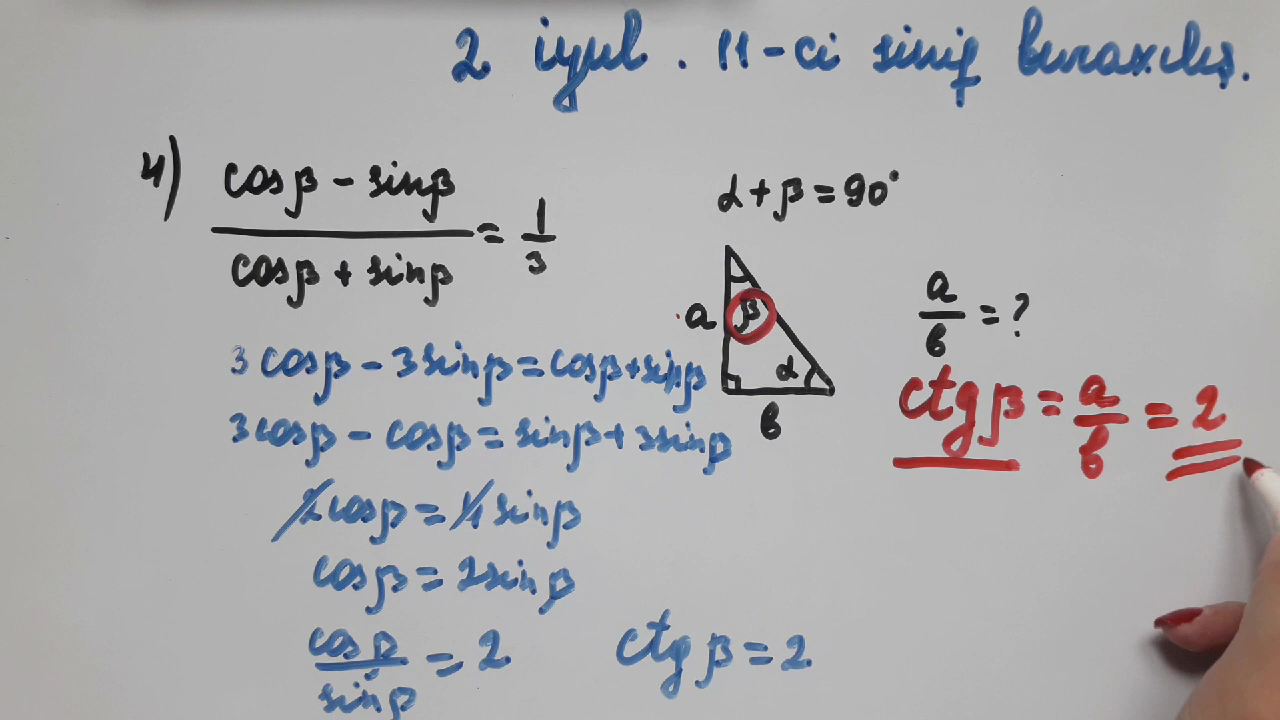 2 iyul. 11-ci sinif buraxılış.
4) cosβ - sinβ / cosβ + sinβ = 1/3
α + β = 90°
a
β
α
в
a/в = ?
3cosβ - 3sinβ = cosβ + sinβ
3cosβ - cosβ = sinβ + 3sinβ
2cosβ = 4sinβ
cosβ = 2sinβ
cosβ/sinβ = 2
ctgβ = 2
ctgβ = a/в = 2